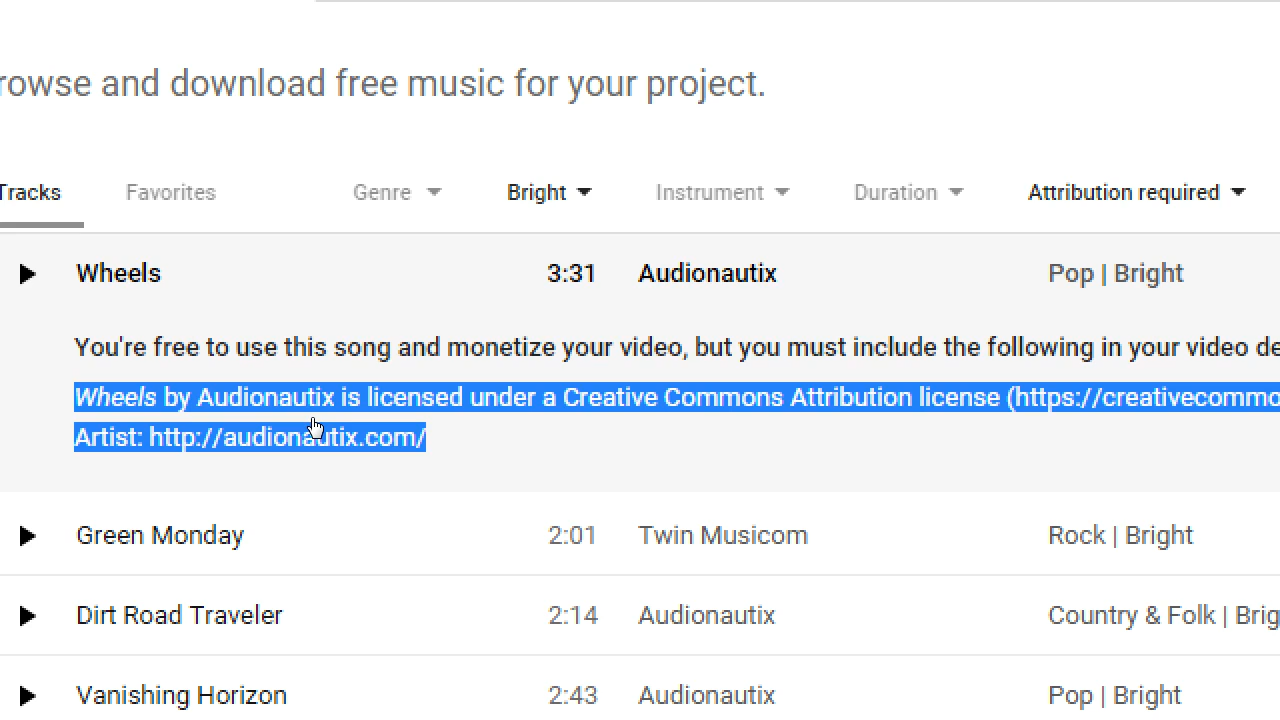 rowse and download free music for your project.
Tracks Favorites Genre Bright Instrument Duration Attribution required
Wheels 3:31 Audionautix Pop | Bright
You're free to use this song and monetize your video, but you must include the following in your video de
Wheels by Audionautix is licensed under a Creative Commons Attribution license (https://creativecommo
Artist: http://audionautix.com/
Green Monday 2:01 Twin Musicom Rock | Bright
Dirt Road Traveler 2:14 Audionautix Country & Folk | Brig
Vanishing Horizon 2:43 Audionautix Pop | Bright